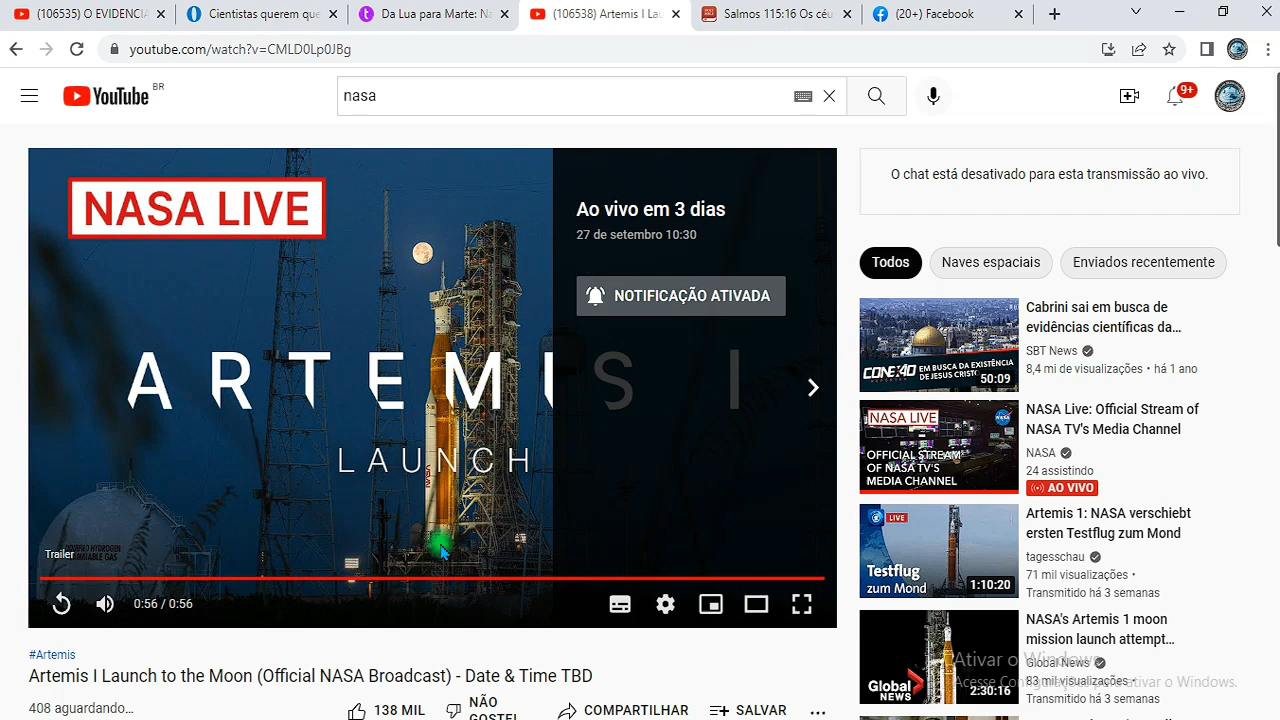 (106535) O EVIDENCIA
Cientistas querem que
Da Lua para Marte: Na
(106538) Artemis I Lau
Salmos 115:16 Os céu
(20+) Facebook
youtube.com/watch?v=CMLD0Lp0JBg
YouTube BR
nasa
9+
NASA LIVE
Ao vivo em 3 dias
27 de setembro 10:30
NOTIFICAÇÃO ATIVADA
ARTEMIS I
LAUNCH
Trailer
0:56 / 0:56
#Artemis
Artemis I Launch to the Moon (Official NASA Broadcast) - Date & Time TBD
408 aguardando...
138 MIL
NÃO
GOSTEI
COMPARTILHAR
SALVAR
O chat está desativado para esta transmissão ao vivo.
Todos
Naves espaciais
Enviados recentemente
EM BUSCA DA EXISTÊNCIA
50:09
Cabrini sai em busca de
evidências científicas da...
SBT News
8,4 mi de visualizações • há 1 ano
NASA LIVE
OFFICIAL STREAM
OF NASA TV'S
MEDIA CHANNEL
NASA Live: Official Stream of
NASA TV's Media Channel
NASA
24 assistindo
AO VIVO
LIVE
Testflug
zum Mond
1:10:20
Artemis 1: NASA verschiebt
ersten Testflug zum Mond
tagesschau
71 mil visualizações •
Transmitido há 3 semanas
Global
NEWS
2:30:16
NASA's Artemis 1 moon
mission launch attempt...
Global News
83 mil visualizações •
Transmitido há 3 semanas
Ativar o Windows